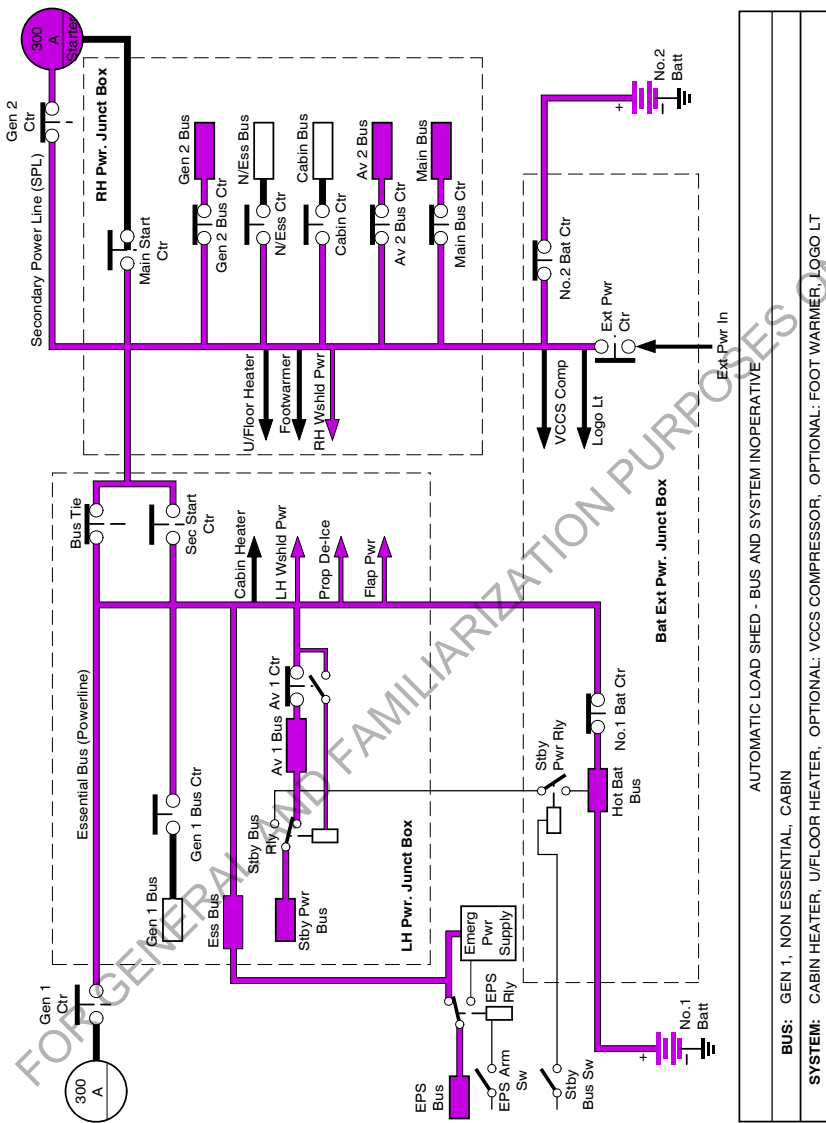 300
A
Gen 1
Ctr
Essential Bus (Powerline)
Bus Tie
Secondary Power Line (SPL)
Gen 2
Ctr
300
A
Starter
Gen 1 Bus
Gen 1 Bus Ctr
Sec Start
Ctr
Main Start
Ctr
RH Pwr. Junct Box
Ess Bus
Stby Bus
Rly
Av 1 Bus
Av 1 Ctr
Stby Pwr
Bus
Cabin Heater
LH Wshld Pwr
Prop De-Ice
Flap Pwr
LH Pwr. Junct Box
Gen 2 Bus Ctr
Gen 2 Bus
N/Ess Ctr
N/Ess Bus
Cabin Ctr
Cabin Bus
Av 2 Bus Ctr
Av 2 Bus
Main Bus Ctr
Main Bus
U/Floor Heater
Footwarmer
RH Wshld Pwr
EPS
Bus
Emerg
Pwr
Supply
EPS
Rly
EPS Arm
Sw
Stby
Bus Sw
Stby
Pwr Rly
Hot Bat
Bus
No.1 Bat Ctr
Bat Ext Pwr. Junct Box
VCCS Comp
Logo Lt
No.2 Bat Ctr
Ext Pwr
Ctr
Ext Pwr In
+
–
No.1
Batt
+
–
No.2
Batt
AUTOMATIC LOAD SHED - BUS AND SYSTEM INOPERATIVE
BUS: GEN 1, NON ESSENTIAL, CABIN
SYSTEM: CABIN HEATER, U/FLOOR HEATER, OPTIONAL: VCCS COMPRESSOR, OPTIONAL: FOOT WARMER, LOGO LT
FOR GENERAL AND FAMILIARIZATION PURPOSES O